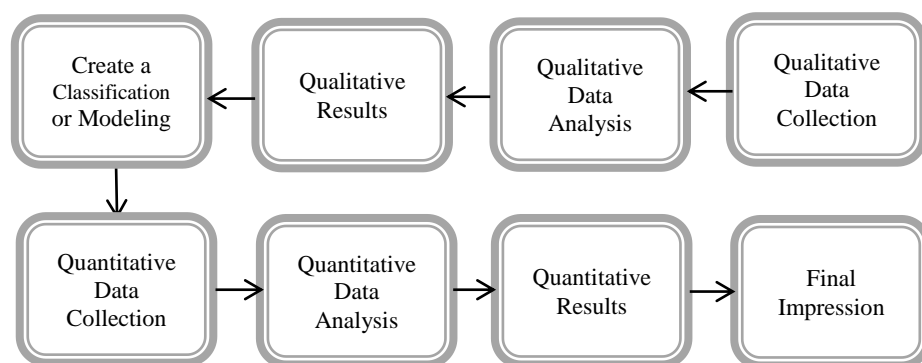 Create a
Classification
or Modeling
Qualitative
Results
Qualitative
Data
Analysis
Qualitative
Data
Collection
Quantitative
Data
Collection
Quantitative
Data
Analysis
Quantitative
Results
Final
Impression